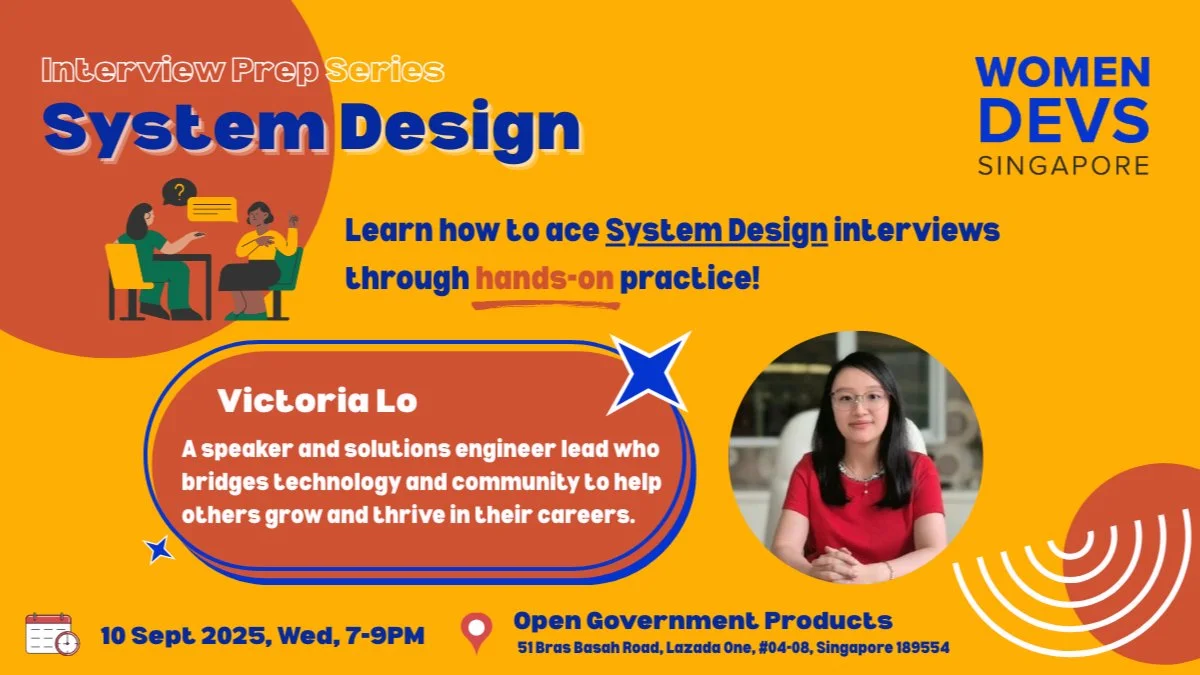 Interview Prep Series
System Design
WOMEN
DEVS
SINGAPORE
?
Learn how to ace System Design interviews
through hands-on practice!
Victoria Lo
A speaker and solutions engineer lead who
bridges technology and community to help
others grow and thrive in their careers.
10 Sept 2025, Wed, 7-9PM
Open Government Products
51 Bras Basah Road, Lazada One, #04-08, Singapore 189554